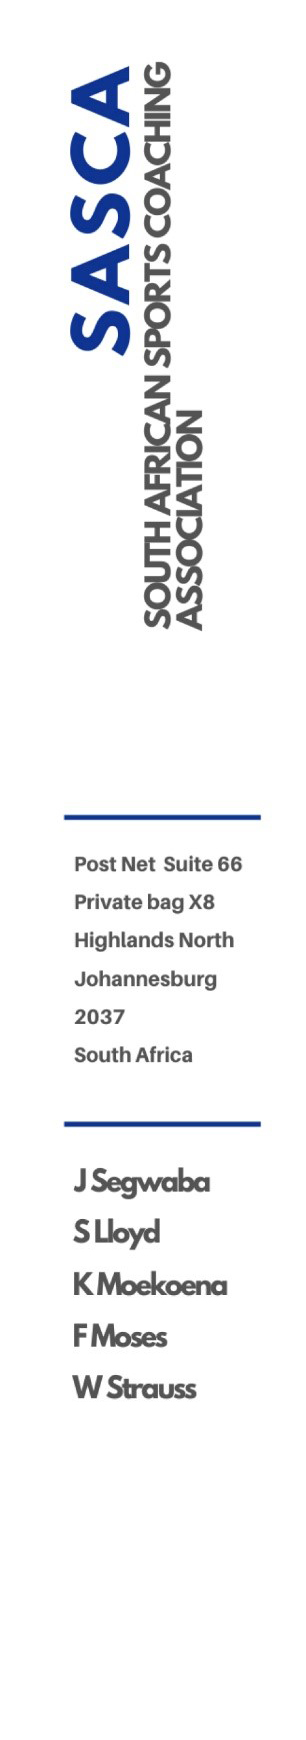 SASCA
SOUTH AFRICAN SPORTS COACHING
ASSOCIATION
Post Net Suite 66
Private bag X8
Highlands North
Johannesburg
2037
South Africa
J Segwaba
S Lloyd
K Moekoena
F Moses
W Strauss